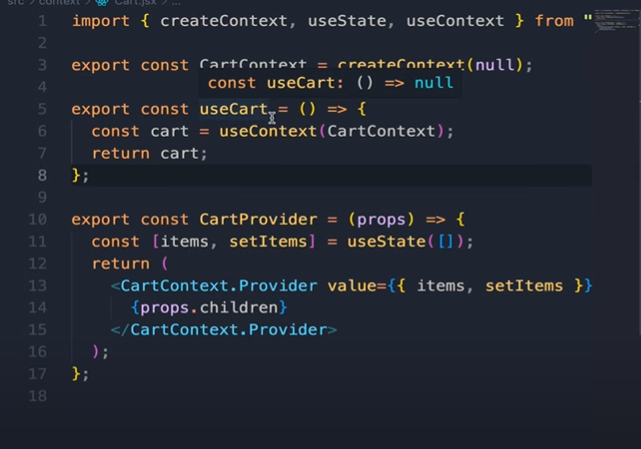 src > context > Cart.jsx > ...
1 import { createContext, useState, useContext } from "
2
3 export const CartContext = createContext(null);
const useCart: () => null
4
5 export const useCart = () => {
6 const cart = useContext(CartContext);
7 return cart;
8 };
9
10 export const CartProvider = (props) => {
11 const [items, setItems] = useState([]);
12 return (
13 <CartContext.Provider value={{ items, setItems }}
14 {props.children}
15 </CartContext.Provider>
16 );
17 };
18